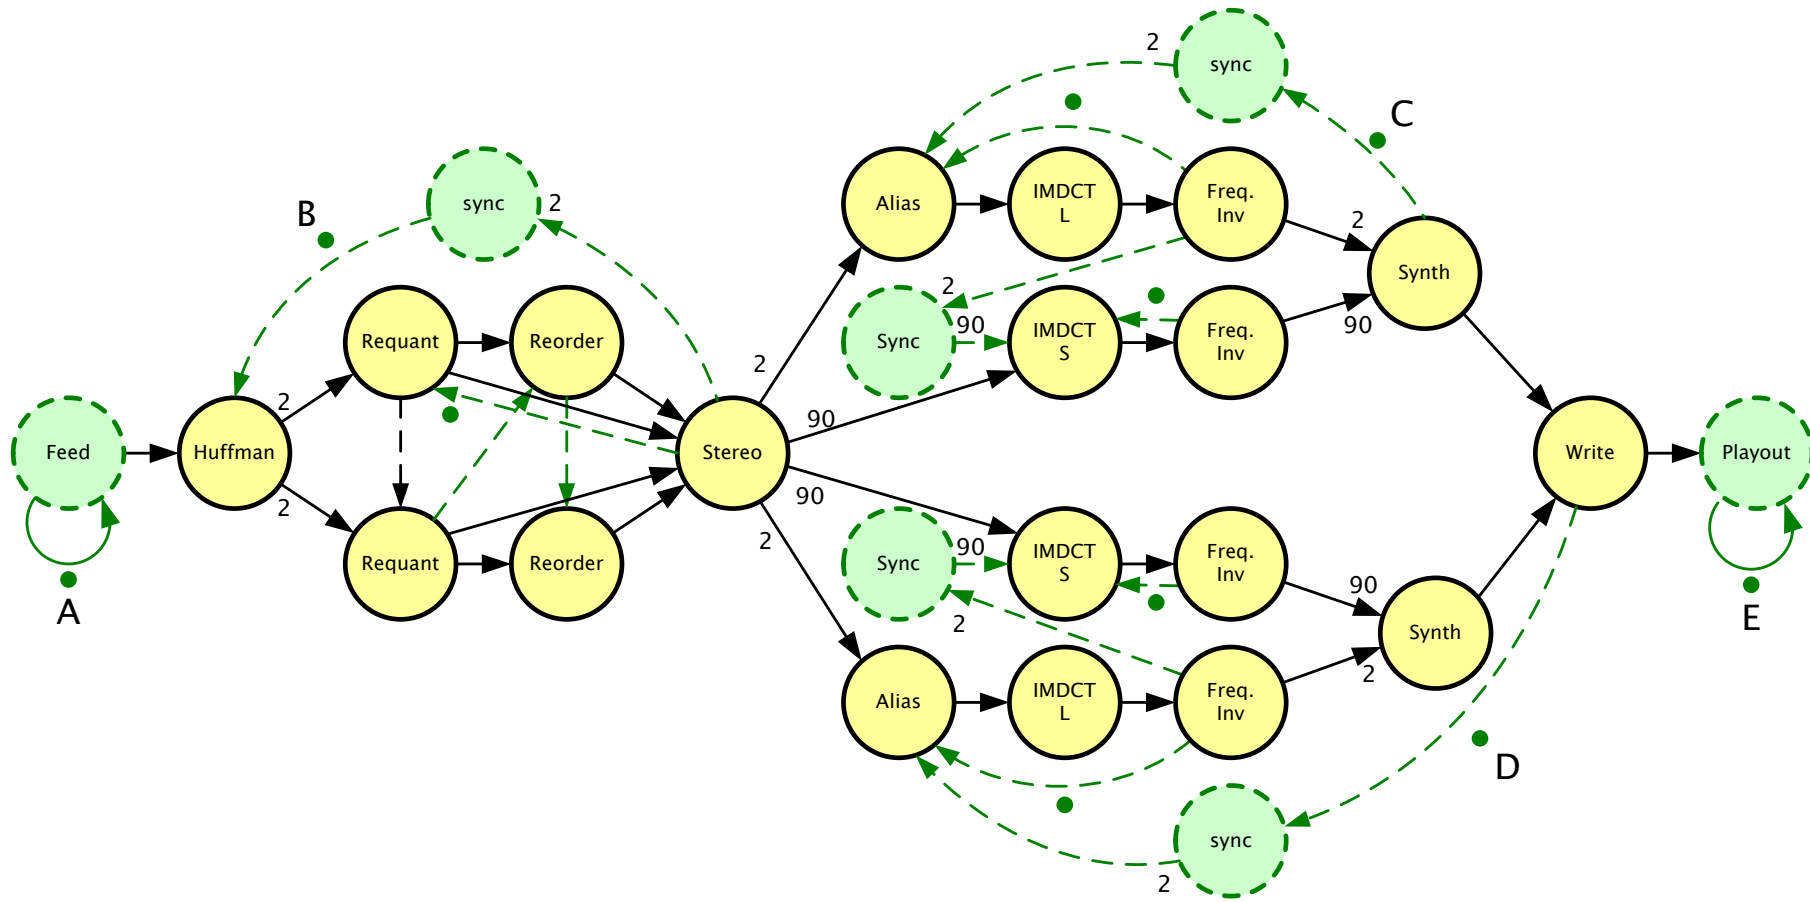 2
sync
C
2
sync
B
Alias
IMDCT
L
Freq.
Inv
2
Synth
2
Sync
90
IMDCT
S
Freq.
Inv
90
Requant
Reorder
2
2
90
Feed
Huffman
Stereo
Write
Playout
2
90
2
Requant
Reorder
Sync
90
IMDCT
S
Freq.
Inv
90
A
E
2
Synth
2
Alias
IMDCT
L
Freq.
Inv
D
sync
2